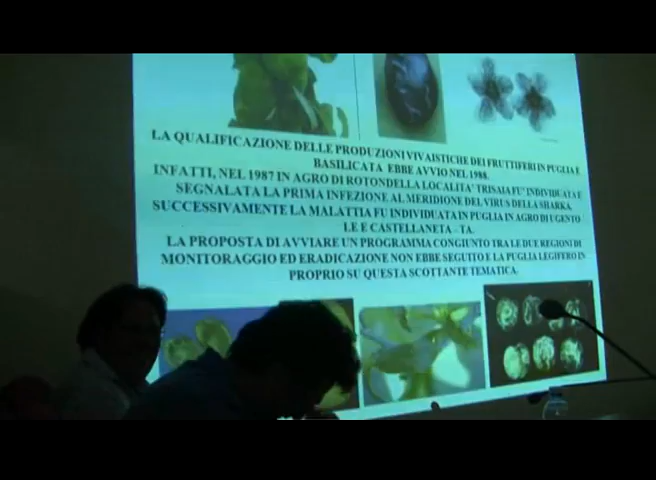 LA QUALIFICAZIONE DELLE PRODUZIONI VIVAISTICHE DEI FRUTTIFERI IN PUGLIA E
BASILICATA EBBE AVVIO NEL 1988.
INFATTI, NEL 1987 IN AGRO DI ROTONDELLA LOCALITA' TRISAIA FU' INDIVIDUATA E
SEGNALATA LA PRIMA INFEZIONE AL MERIDIONE DEL VIRUS DELLA SHARKA.
SUCCESSIVAMENTE LA MALATTIA FU INDIVIDUATA IN PUGLIA IN AGRO DI UGENTO
LE E CASTELLANETA – TA.
LA PROPOSTA DI AVVIARE UN PROGRAMMA CONGIUNTO TRA LE DUE REGIONI DI
MONITORAGGIO ED ERADICAZIONE NON EBBE SEGUITO E LA PUGLIA LEGIFERO IN
PROPRIO SU QUESTA SCOTTANTE TEMATICA.